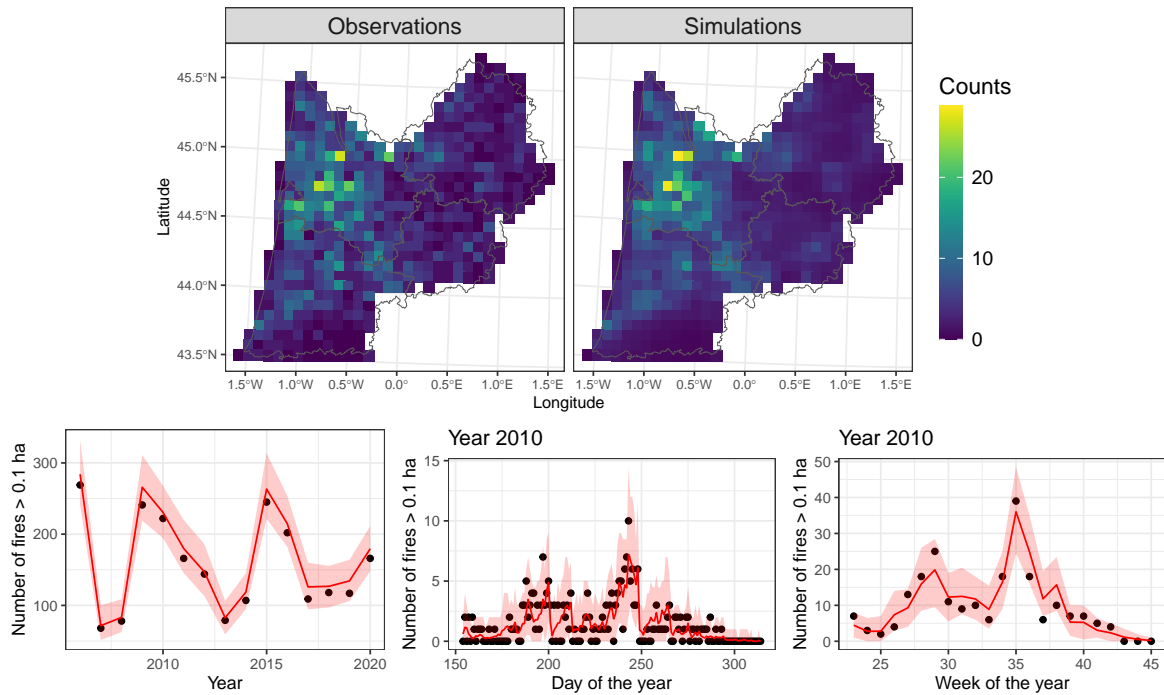 Observations
Simulations
45.5°N
45.0°N
44.5°N
44.0°N
43.5°N
Latitude
1.5°W 1.0°W 0.5°W 0.0° 0.5°E 1.0°E 1.5°E
1.5°W 1.0°W 0.5°W 0.0° 0.5°E 1.0°E 1.5°E
Longitude
Counts
20
10
0
Number of fires > 0.1 ha
300
200
100
2010 2015 2020
Year
Year 2010
Number of fires > 0.1 ha
15
10
5
0
150 200 250 300
Day of the year
Year 2010
Number of fires > 0.1 ha
50
40
30
20
10
0
25 30 35 40 45
Week of the year